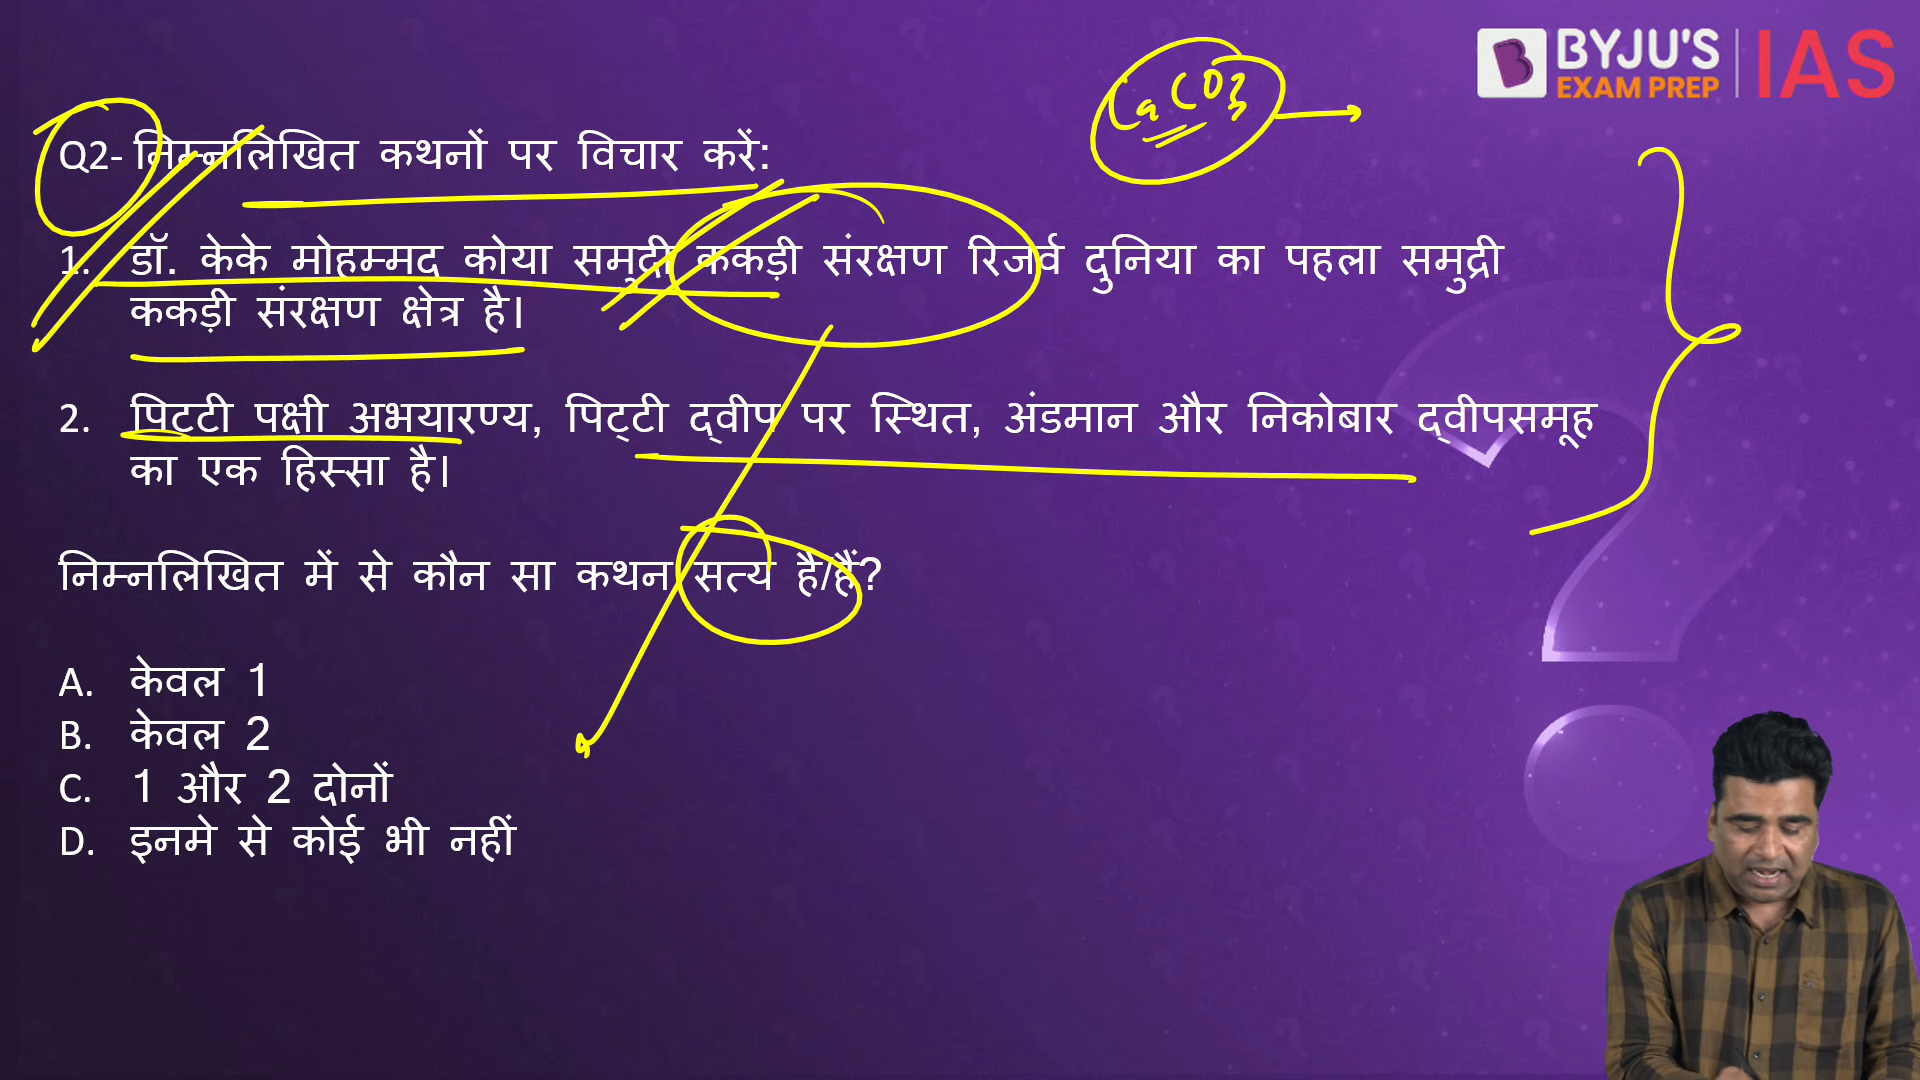 BYJU'S
EXAM PREP
IAS
CaCO3
Q2- निम्नलिखित कथनों पर विचार करें:
1. डॉ. केके मोहम्मद कोया समुद्री ककड़ी संरक्षण रिजर्व दुनिया का पहला समुद्री
ककड़ी संरक्षण क्षेत्र है।
2. पिट्टी पक्षी अभयारण्य, पिट्टी द्वीप पर स्थित, अंडमान और निकोबार द्वीपसमूह
का एक हिस्सा है।
निम्नलिखित में से कौन सा कथन सत्य है/हैं?
A. केवल 1
B. केवल 2
C. 1 और 2 दोनों
D. इनमे से कोई भी नहीं